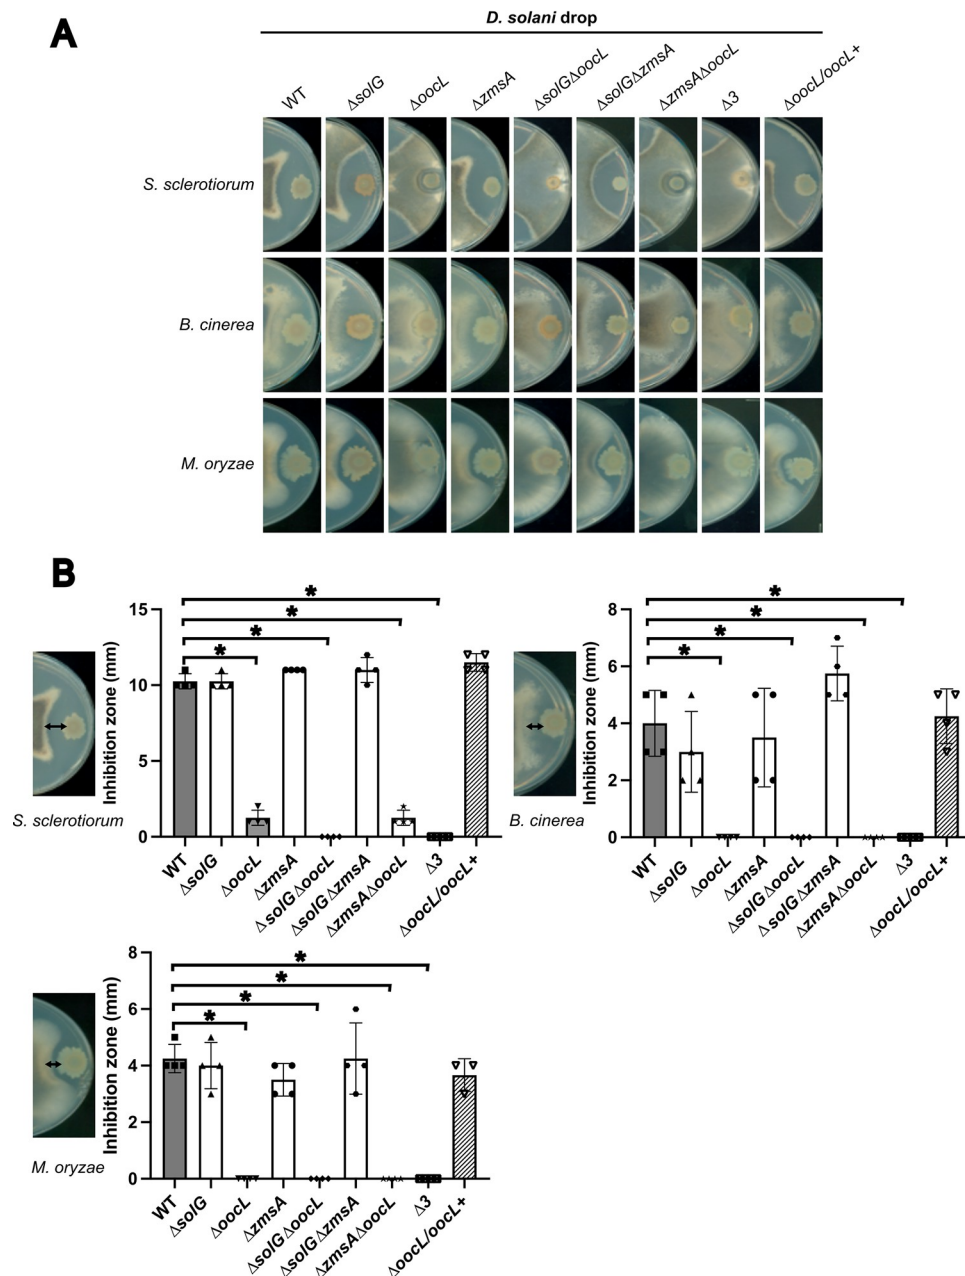 A
D. solani drop
WT ΔsolG ΔoocL ΔzmsA ΔsolGΔoocL ΔsolGΔzmsA ΔzmsAΔoocL Δ3 ΔoocL/oocL+
S. sclerotiorum
B. cinerea
M. oryzae
B
Inhibition zone (mm)
15
10
5
0
* * * *
S. sclerotiorum
WT ΔsolG ΔoocL ΔzmsA ΔsolGΔoocL ΔsolGΔzmsA ΔzmsAΔoocL Δ3 ΔoocL/oocL+
Inhibition zone (mm)
8
6
4
2
0
* * * *
B. cinerea
WT ΔsolG ΔoocL ΔzmsA ΔsolGΔoocL ΔsolGΔzmsA ΔzmsAΔoocL Δ3 ΔoocL/oocL+
Inhibition zone (mm)
8
6
4
2
0
* * * *
M. oryzae
WT ΔsolG ΔoocL ΔzmsA ΔsolGΔoocL ΔsolGΔzmsA ΔzmsAΔoocL Δ3 ΔoocL/oocL+